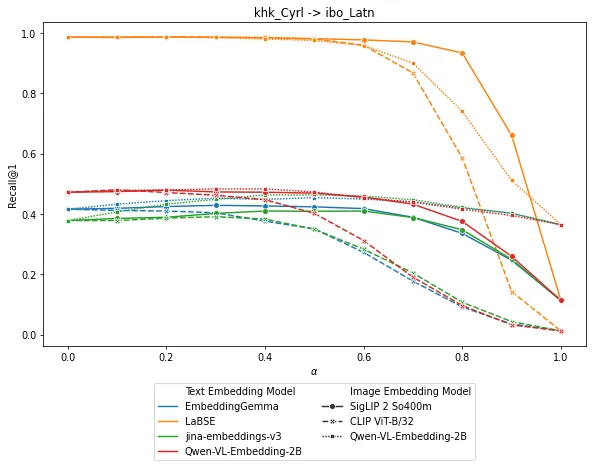 khk_Cyrl -> ibo_Latn
Recall@1
1.0
0.8
0.6
0.4
0.2
0.0
0.0 0.2 0.4 0.6 0.8 1.0
α
Text Embedding Model
EmbeddingGemma
LaBSE
jina-embeddings-v3
Qwen-VL-Embedding-2B
Image Embedding Model
SigLIP 2 So400m
CLIP ViT-B/32
Qwen-VL-Embedding-2B